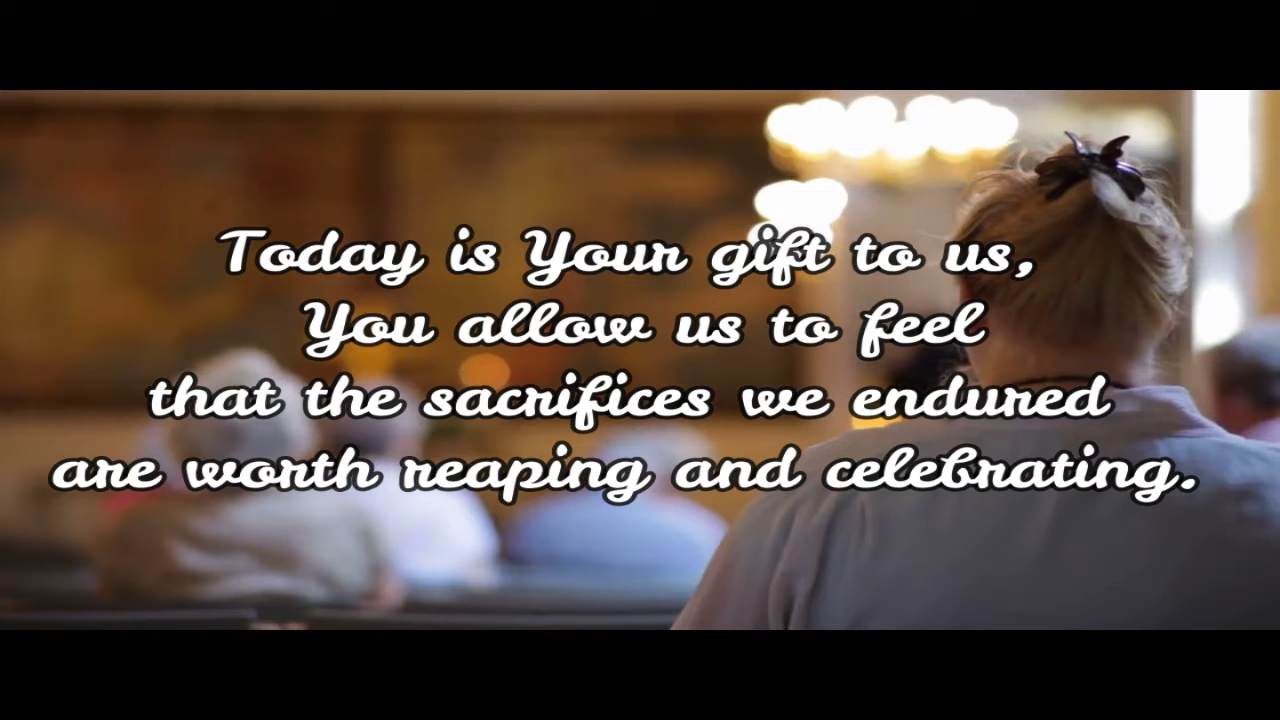 Today is Your gift to us,
You allow us to feel
that the sacrifices we endured
are worth reaping and celebrating.